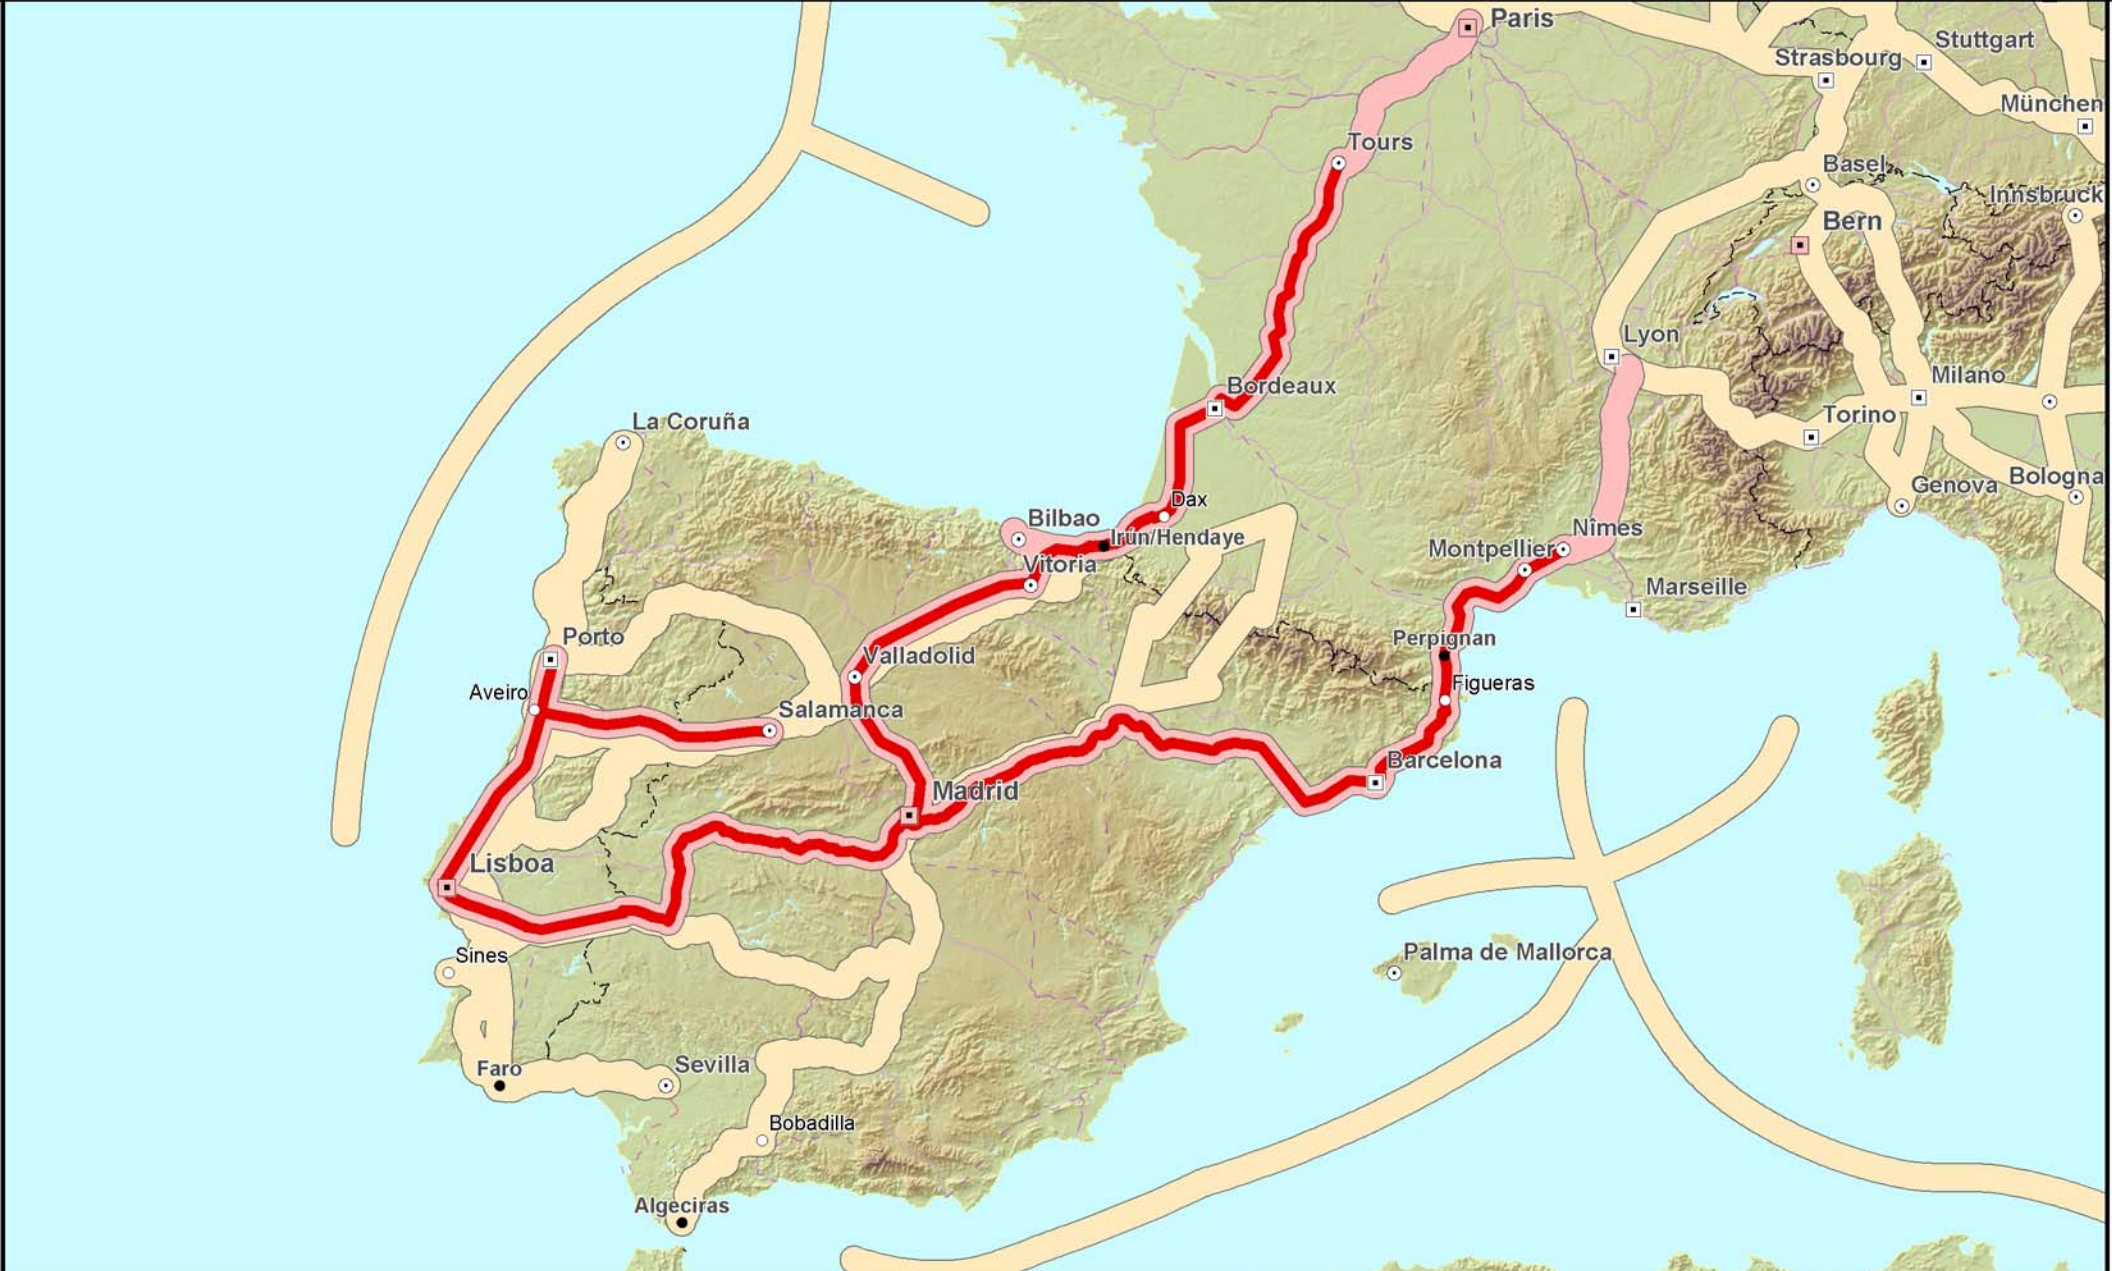 Paris
Stuttgart
Strasbourg
München
Tours
Basel
Innsbruck
Bern
Lyon
Milano
Bordeaux
Torino
La Coruña
Bologna
Genova
Dax
Bilbao
Nîmes
Irún/Hendaye
Montpellier
Vitoria
Marseille
Porto
Perpignan
Valladolid
Figueras
Aveiro
Salamanca
Barcelona
Madrid
Lisboa
Palma de Mallorca
Sines
Sevilla
Faro
Bobadilla
Algeciras